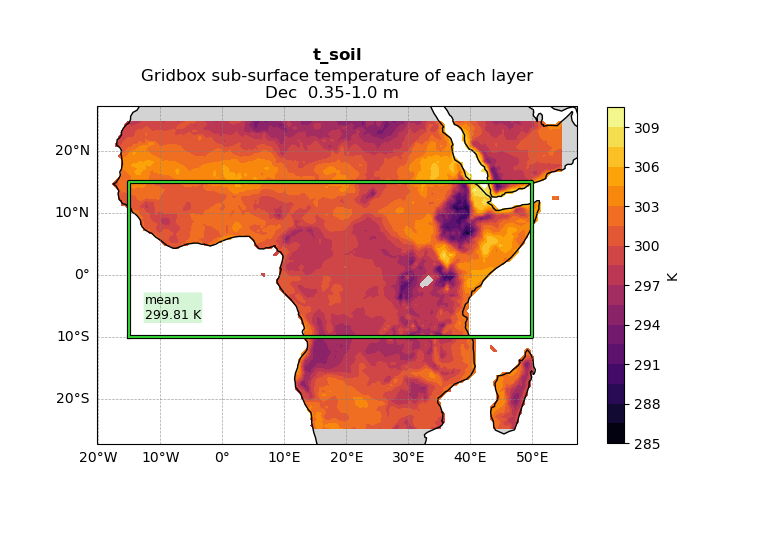 t_soil
Gridbox sub-surface temperature of each layer
Dec  0.35-1.0 m
20°N
10°N
0°
10°S
20°S
20°W
10°W
0°
10°E
20°E
30°E
40°E
50°E
mean
299.81 K
309
306
303
300
297
294
291
288
285
K